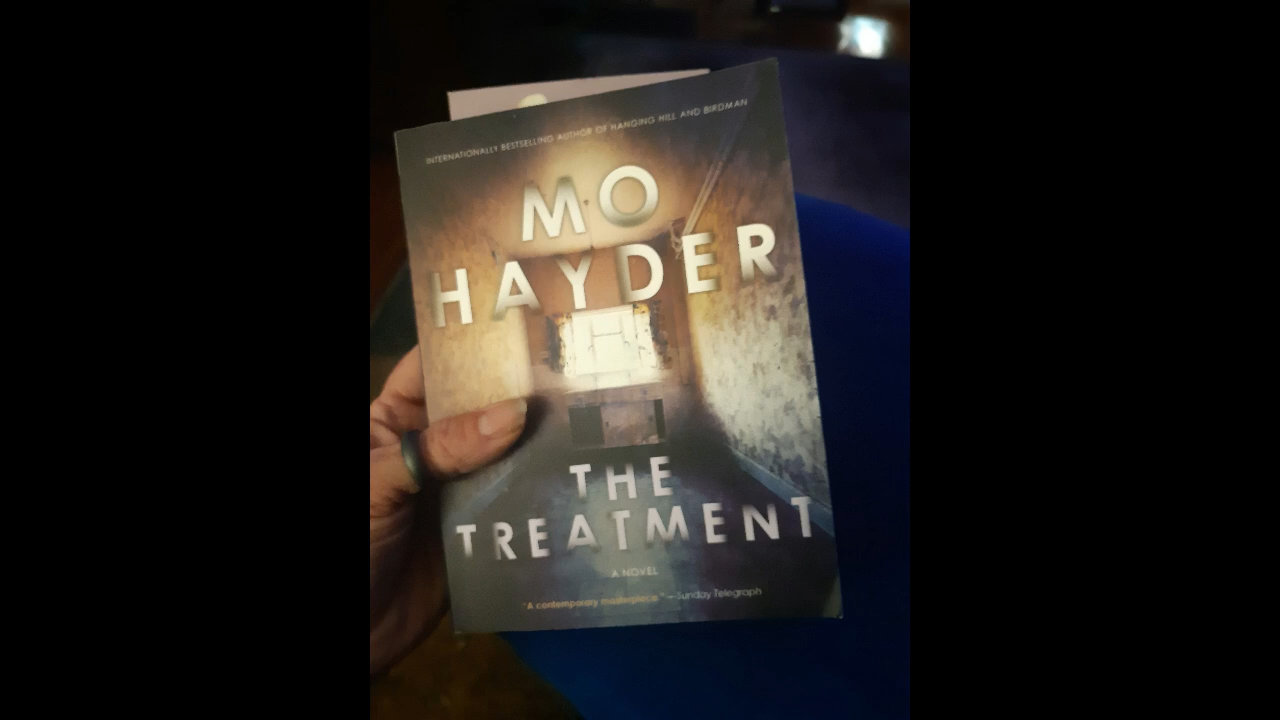 INTERNATIONALLY BESTSELLING AUTHOR OF HANGING HILL AND BIRDMAN
MO
HAYDER
THE
TREATMENT
A NOVEL
"A contemporary masterpiece." —Sunday Telegraph